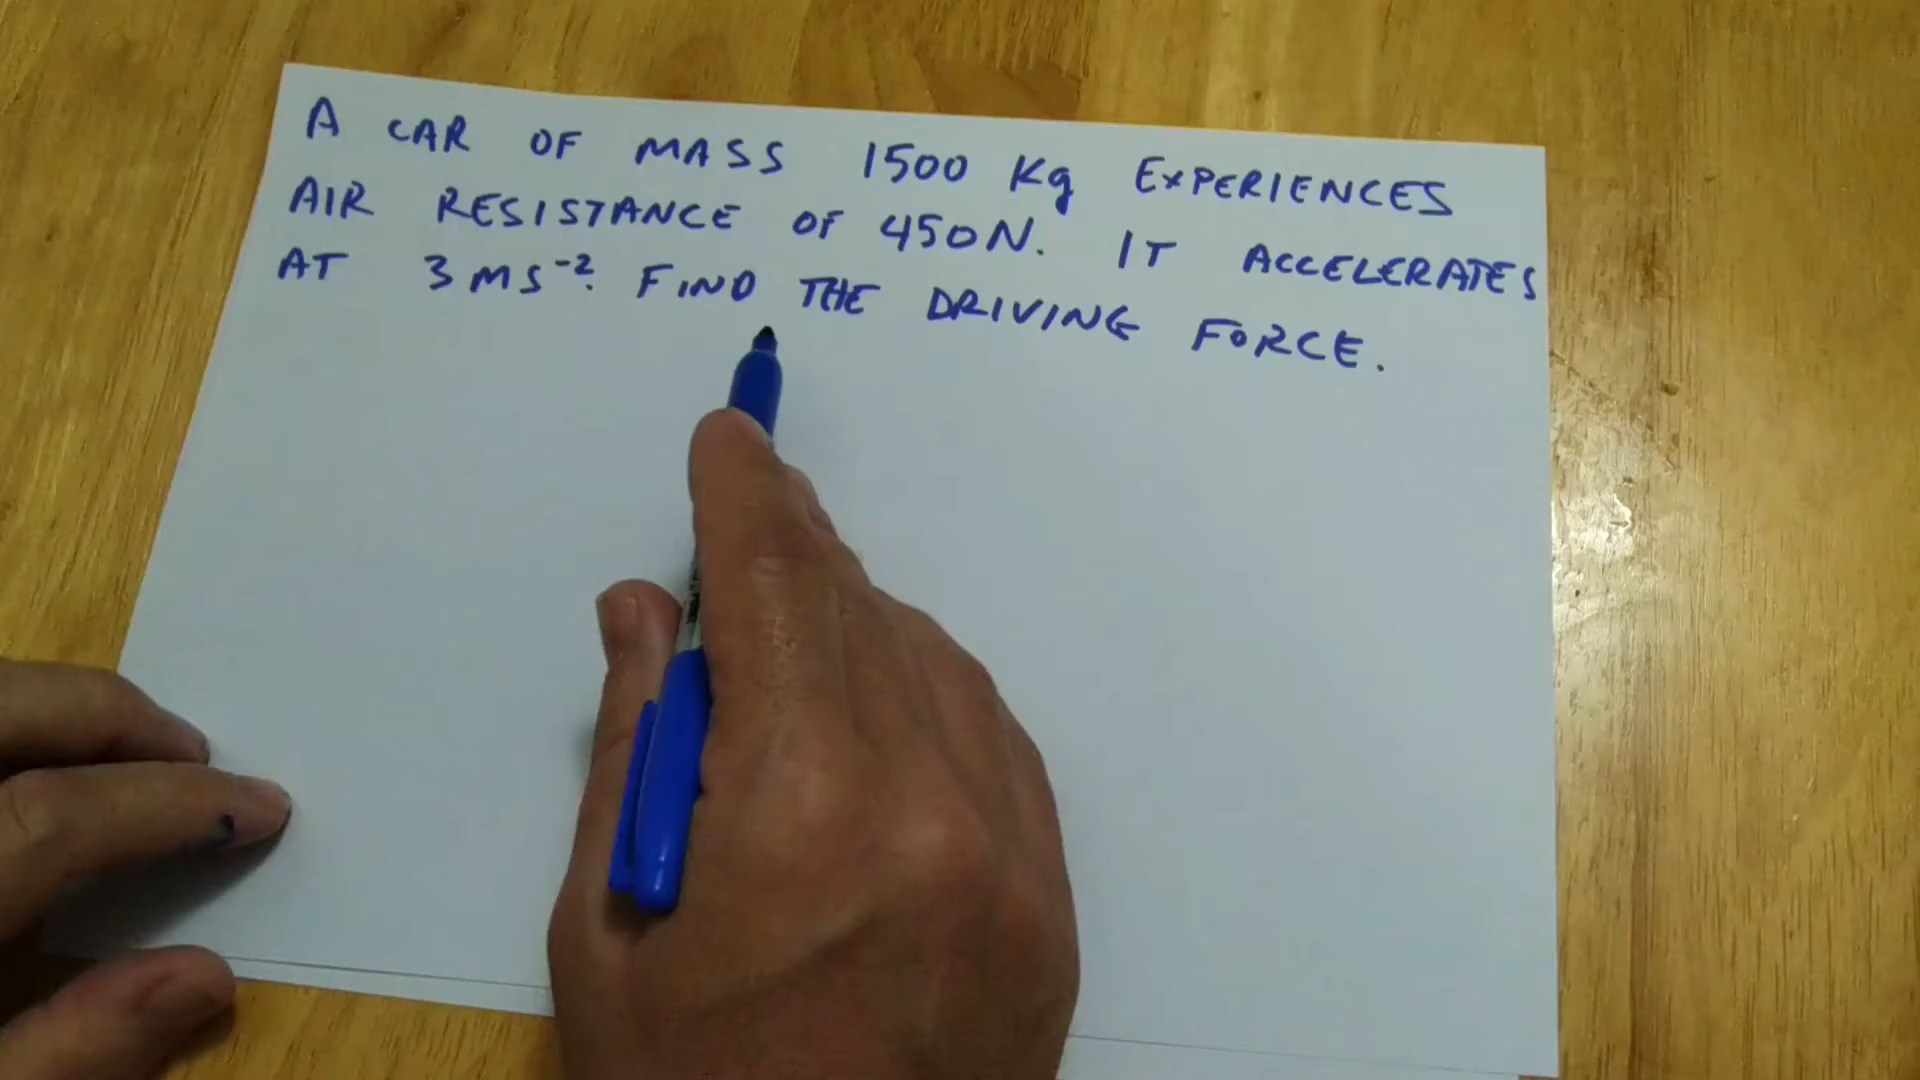 A CAR OF MASS 1500 Kg EXPERIENCES
AIR RESISTANCE OF 450N. IT ACCELERATES
AT 3MS⁻². FIND THE DRIVING FORCE.